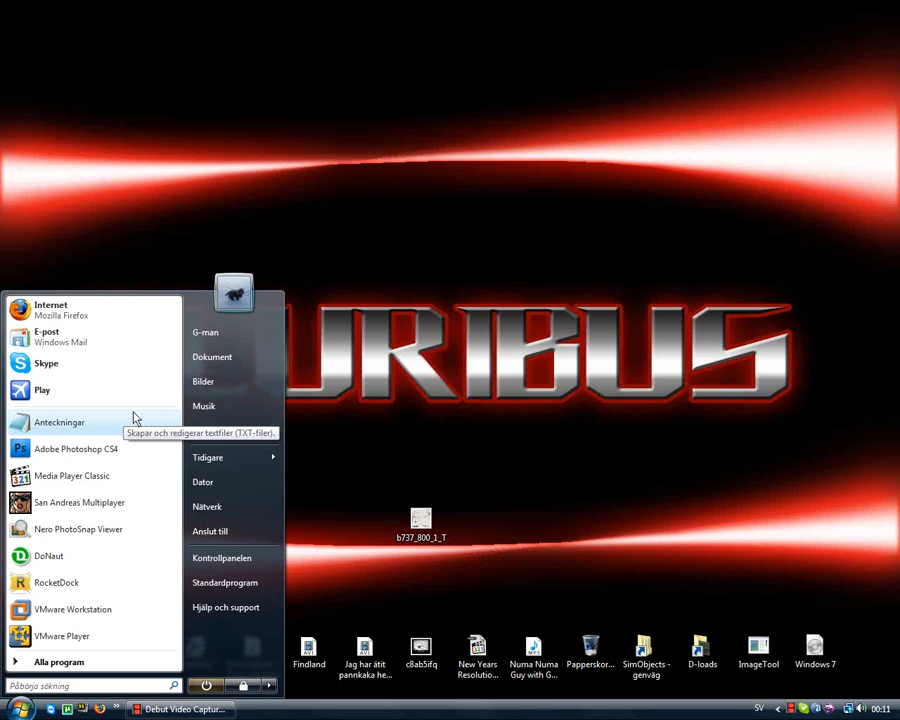 URIBUS
Internet
Mozilla Firefox
E-post
Windows Mail
Skype
Play
Anteckningar
Skapar och redigerar textfiler (TXT-filer).
Adobe Photoshop CS4
Media Player Classic
San Andreas Multiplayer
Nero PhotoSnap Viewer
DoNaut
RocketDock
VMware Workstation
VMware Player
Alla program
Påbörja sökning
G-man
Dokument
Bilder
Musik
Tidigare
Dator
Nätverk
Anslut till
Kontrollpanelen
Standardprogram
Hjälp och support
b737_800_1_T
Findland
Jag har ätit
pannkaka he...
c8ab5ifq
New Years
Resolutio...
Numa Numa
Guy with G...
Papperskor...
SimObjects -
genväg
D-loads
ImageTool
Windows 7
Debut Video Captur...
SV
00:11